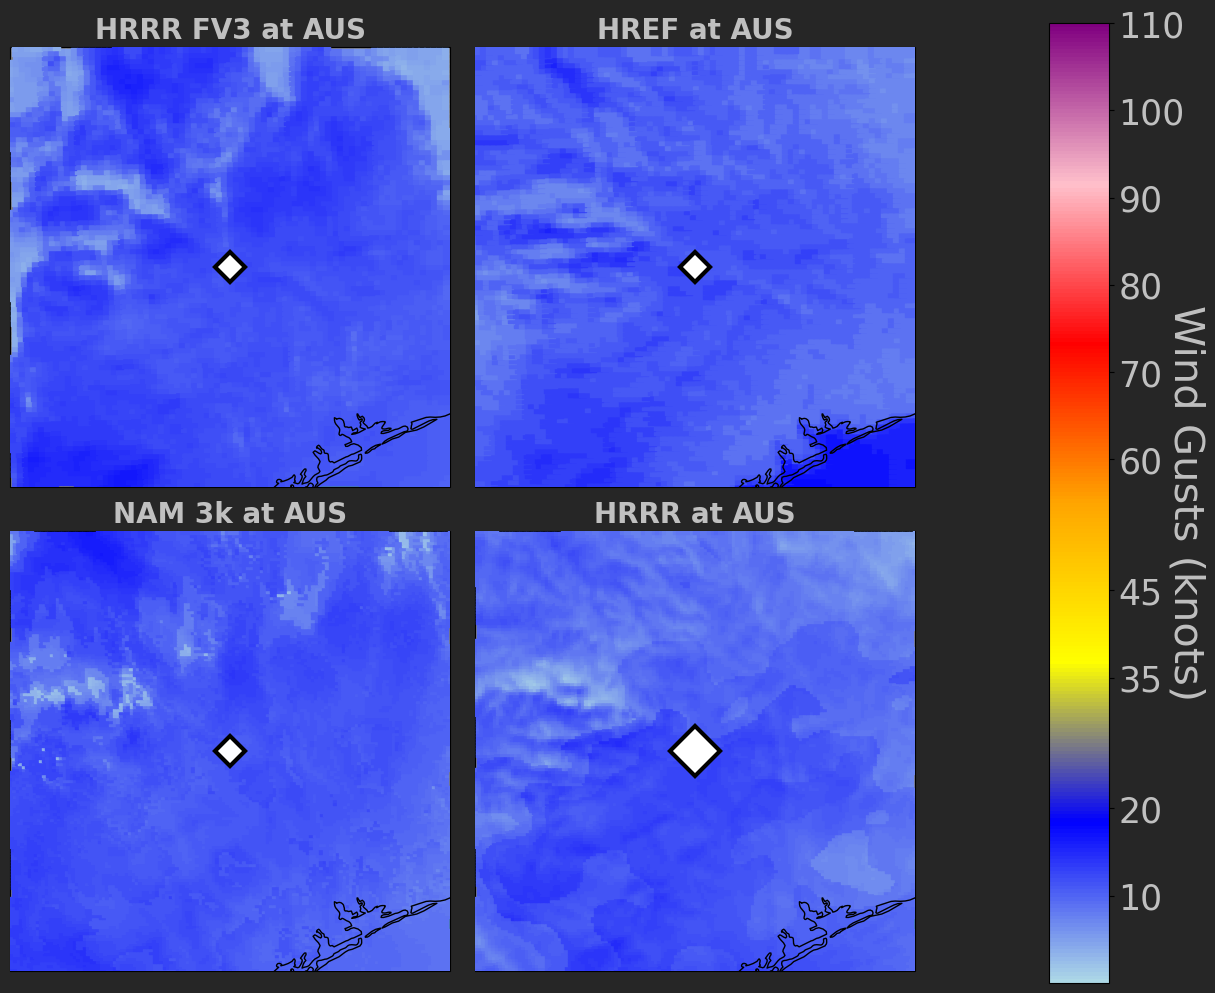 HRRR FV3 at AUS
HREF at AUS
NAM 3k at AUS
HRRR at AUS
110
100
90
80
70
60
45
35
20
10
Wind Gusts (knots)